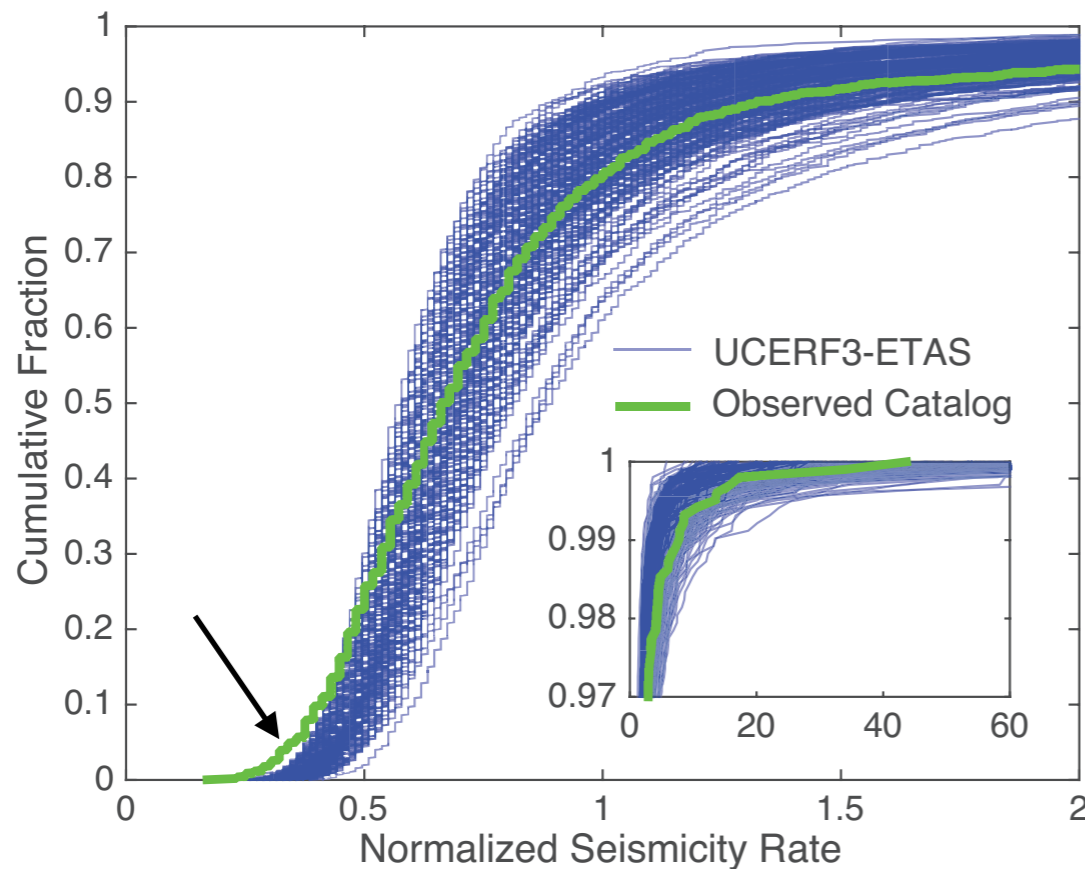 1
0.9
0.8
0.7
0.6
0.5
0.4
0.3
0.2
0.1
0
Cumulative Fraction
UCERF3-ETAS
Observed Catalog
1
0.99
0.98
0.97
0 20 40 60
0 0.5 1 1.5 2
Normalized Seismicity Rate